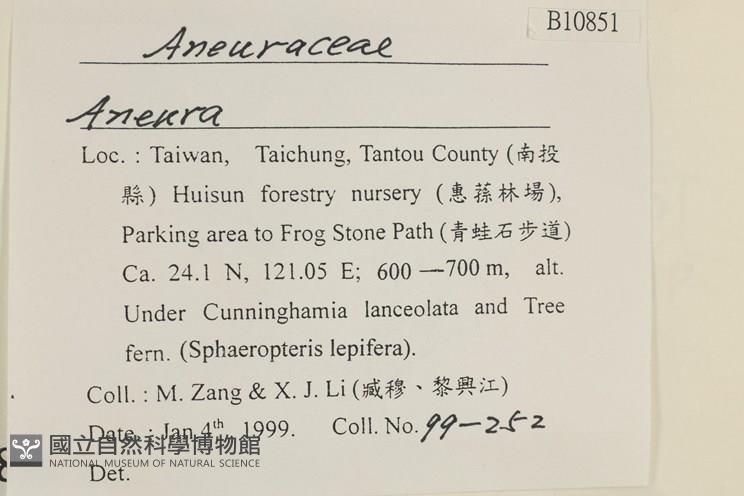 B10851
Aneuraceae
Aneura
Loc. : Taiwan, Taichung, Tantou County (南投
縣) Huisun forestry nursery (惠蓀林場),
Parking area to Frog Stone Path (青蛙石步道)
Ca. 24.1 N, 121.05 E; 600 —700 m, alt.
Under Cunninghamia lanceolata and Tree
fern. (Sphaeropteris lepifera).
Coll. : M. Zang & X. J. Li (臧穆、黎興江)
Date. : Jan 4th, 1999. Coll. No. 99-252
國立自然科學博物館
NATIONAL MUSEUM OF NATURAL SCIENCE
Det.